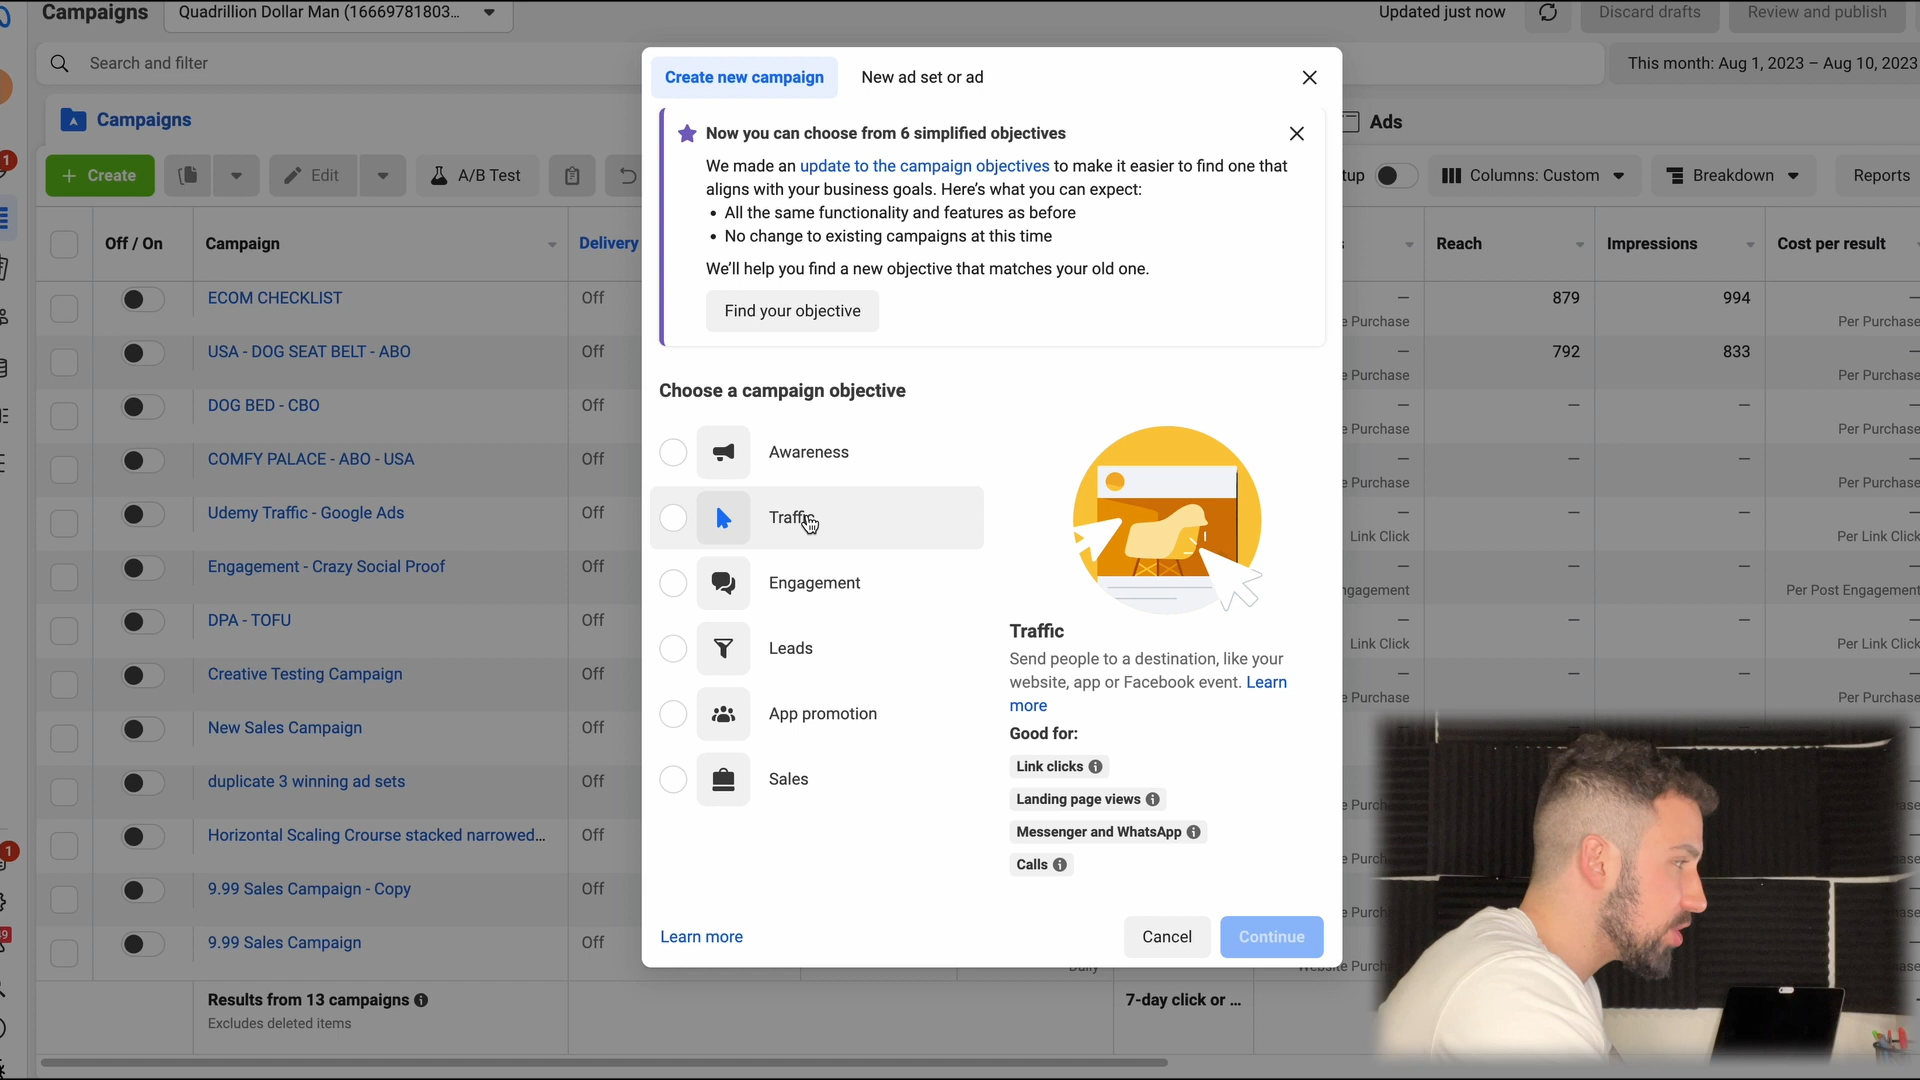 Campaigns
Quadrillion Dollar Man (16669781803...
Updated just now
Discard drafts
Review and publish
Search and filter
This month: Aug 1, 2023 – Aug 10, 2023
Create new campaign
New ad set or ad
Campaigns
Ads
Now you can choose from 6 simplified objectives
We made an update to the campaign objectives to make it easier to find one that
aligns with your business goals. Here's what you can expect:
• All the same functionality and features as before
• No change to existing campaigns at this time
We'll help you find a new objective that matches your old one.
Find your objective
+ Create
Edit
A/B Test
Columns: Custom
Breakdown
Reports
Off / On
Campaign
Delivery
Reach
Impressions
Cost per result
ECOM CHECKLIST
Off
—
879
994
—
Purchase
Per Purchase
USA - DOG SEAT BELT - ABO
Off
—
792
833
—
Purchase
Per Purchase
DOG BED - CBO
Off
—
—
—
—
Purchase
Per Purchase
COMFY PALACE - ABO - USA
Off
—
—
—
—
Purchase
Per Purchase
Udemy Traffic - Google Ads
Off
—
—
—
—
Link Click
Per Link Click
Engagement - Crazy Social Proof
Off
—
—
—
—
Per Post Engagement
DPA - TOFU
Off
—
—
—
—
Link Click
Per Link Click
Creative Testing Campaign
Off
—
—
—
—
Purchase
Per Purchase
New Sales Campaign
Off
duplicate 3 winning ad sets
Off
Horizontal Scaling Crourse stacked narrowed...
Off
9.99 Sales Campaign - Copy
Off
9.99 Sales Campaign
Off
Results from 13 campaigns
Excludes deleted items
7-day click or ...
Choose a campaign objective
Awareness
Traffic
Engagement
Leads
App promotion
Sales
Traffic
Send people to a destination, like your
website, app or Facebook event. Learn
more
Good for:
Link clicks
Landing page views
Messenger and WhatsApp
Calls
Learn more
Cancel
Continue
1
1